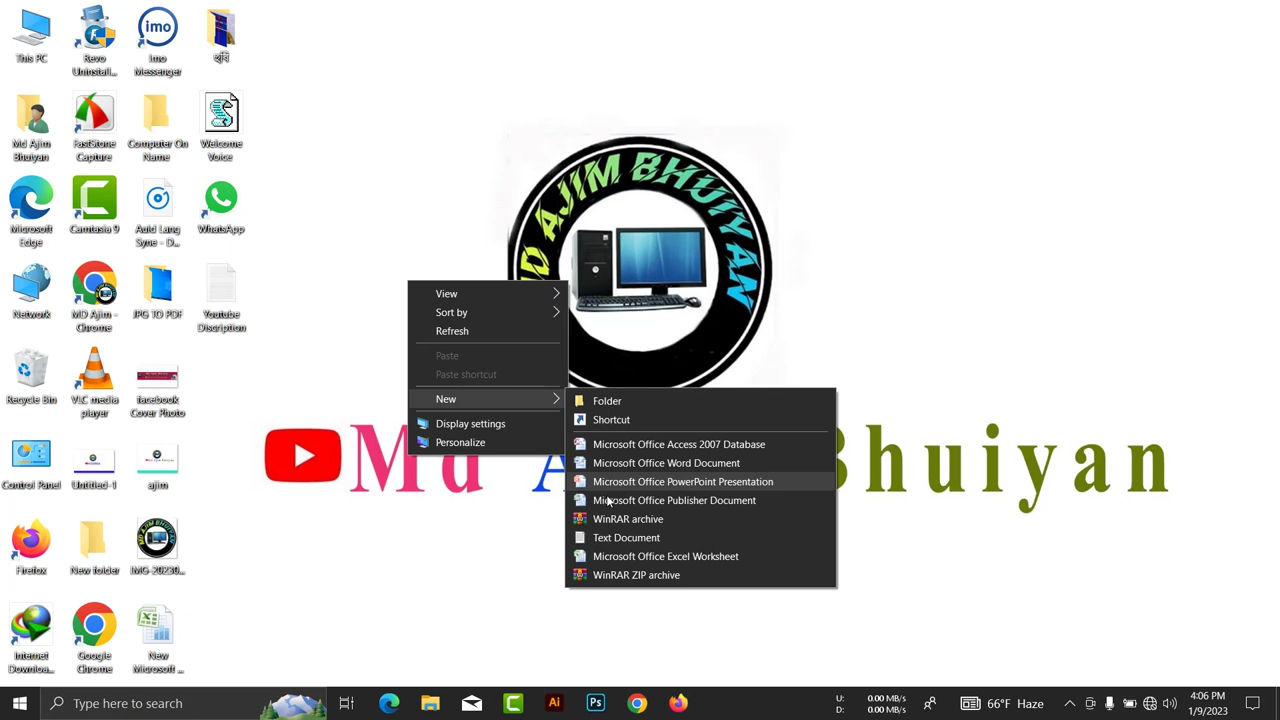 This PC
Revo
Uninstall...
Imo
Messenger
ছবি
imo
Md Ajim
Bhuiyan
FastStone
Capture
Computer On
Name
Welcome
Voice
Microsoft
Edge
Camtasia 9
Auld Lang
Syne - D...
WhatsApp
Network
MD Ajim -
Chrome
JPG TO PDF
Youtube
Discription
Recycle Bin
VLC media
player
facebook
Cover Photo
Control Panel
Untitled-1
ajim
Firefox
New folder
IMG-20230...
Internet
Downloa...
Google
Chrome
New
Microsoft ...
MD AJIM BHUIYAN
Md A Bhuiyan
View
Sort by
Refresh
Paste
Paste shortcut
New
Display settings
Personalize
Folder
Shortcut
Microsoft Office Access 2007 Database
Microsoft Office Word Document
Microsoft Office PowerPoint Presentation
Microsoft Office Publisher Document
WinRAR archive
Text Document
Microsoft Office Excel Worksheet
WinRAR ZIP archive
Type here to search
Ai
Ps
U: 0.00 MB/s
D: 0.00 MB/s
66°F Haze
4:06 PM
1/9/2023